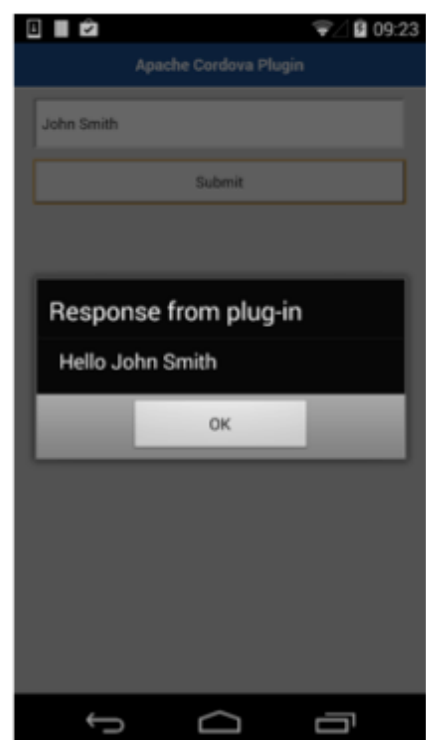 09:23
Apache Cordova Plugin
John Smith
Submit
Response from plug-in
Hello John Smith
OK